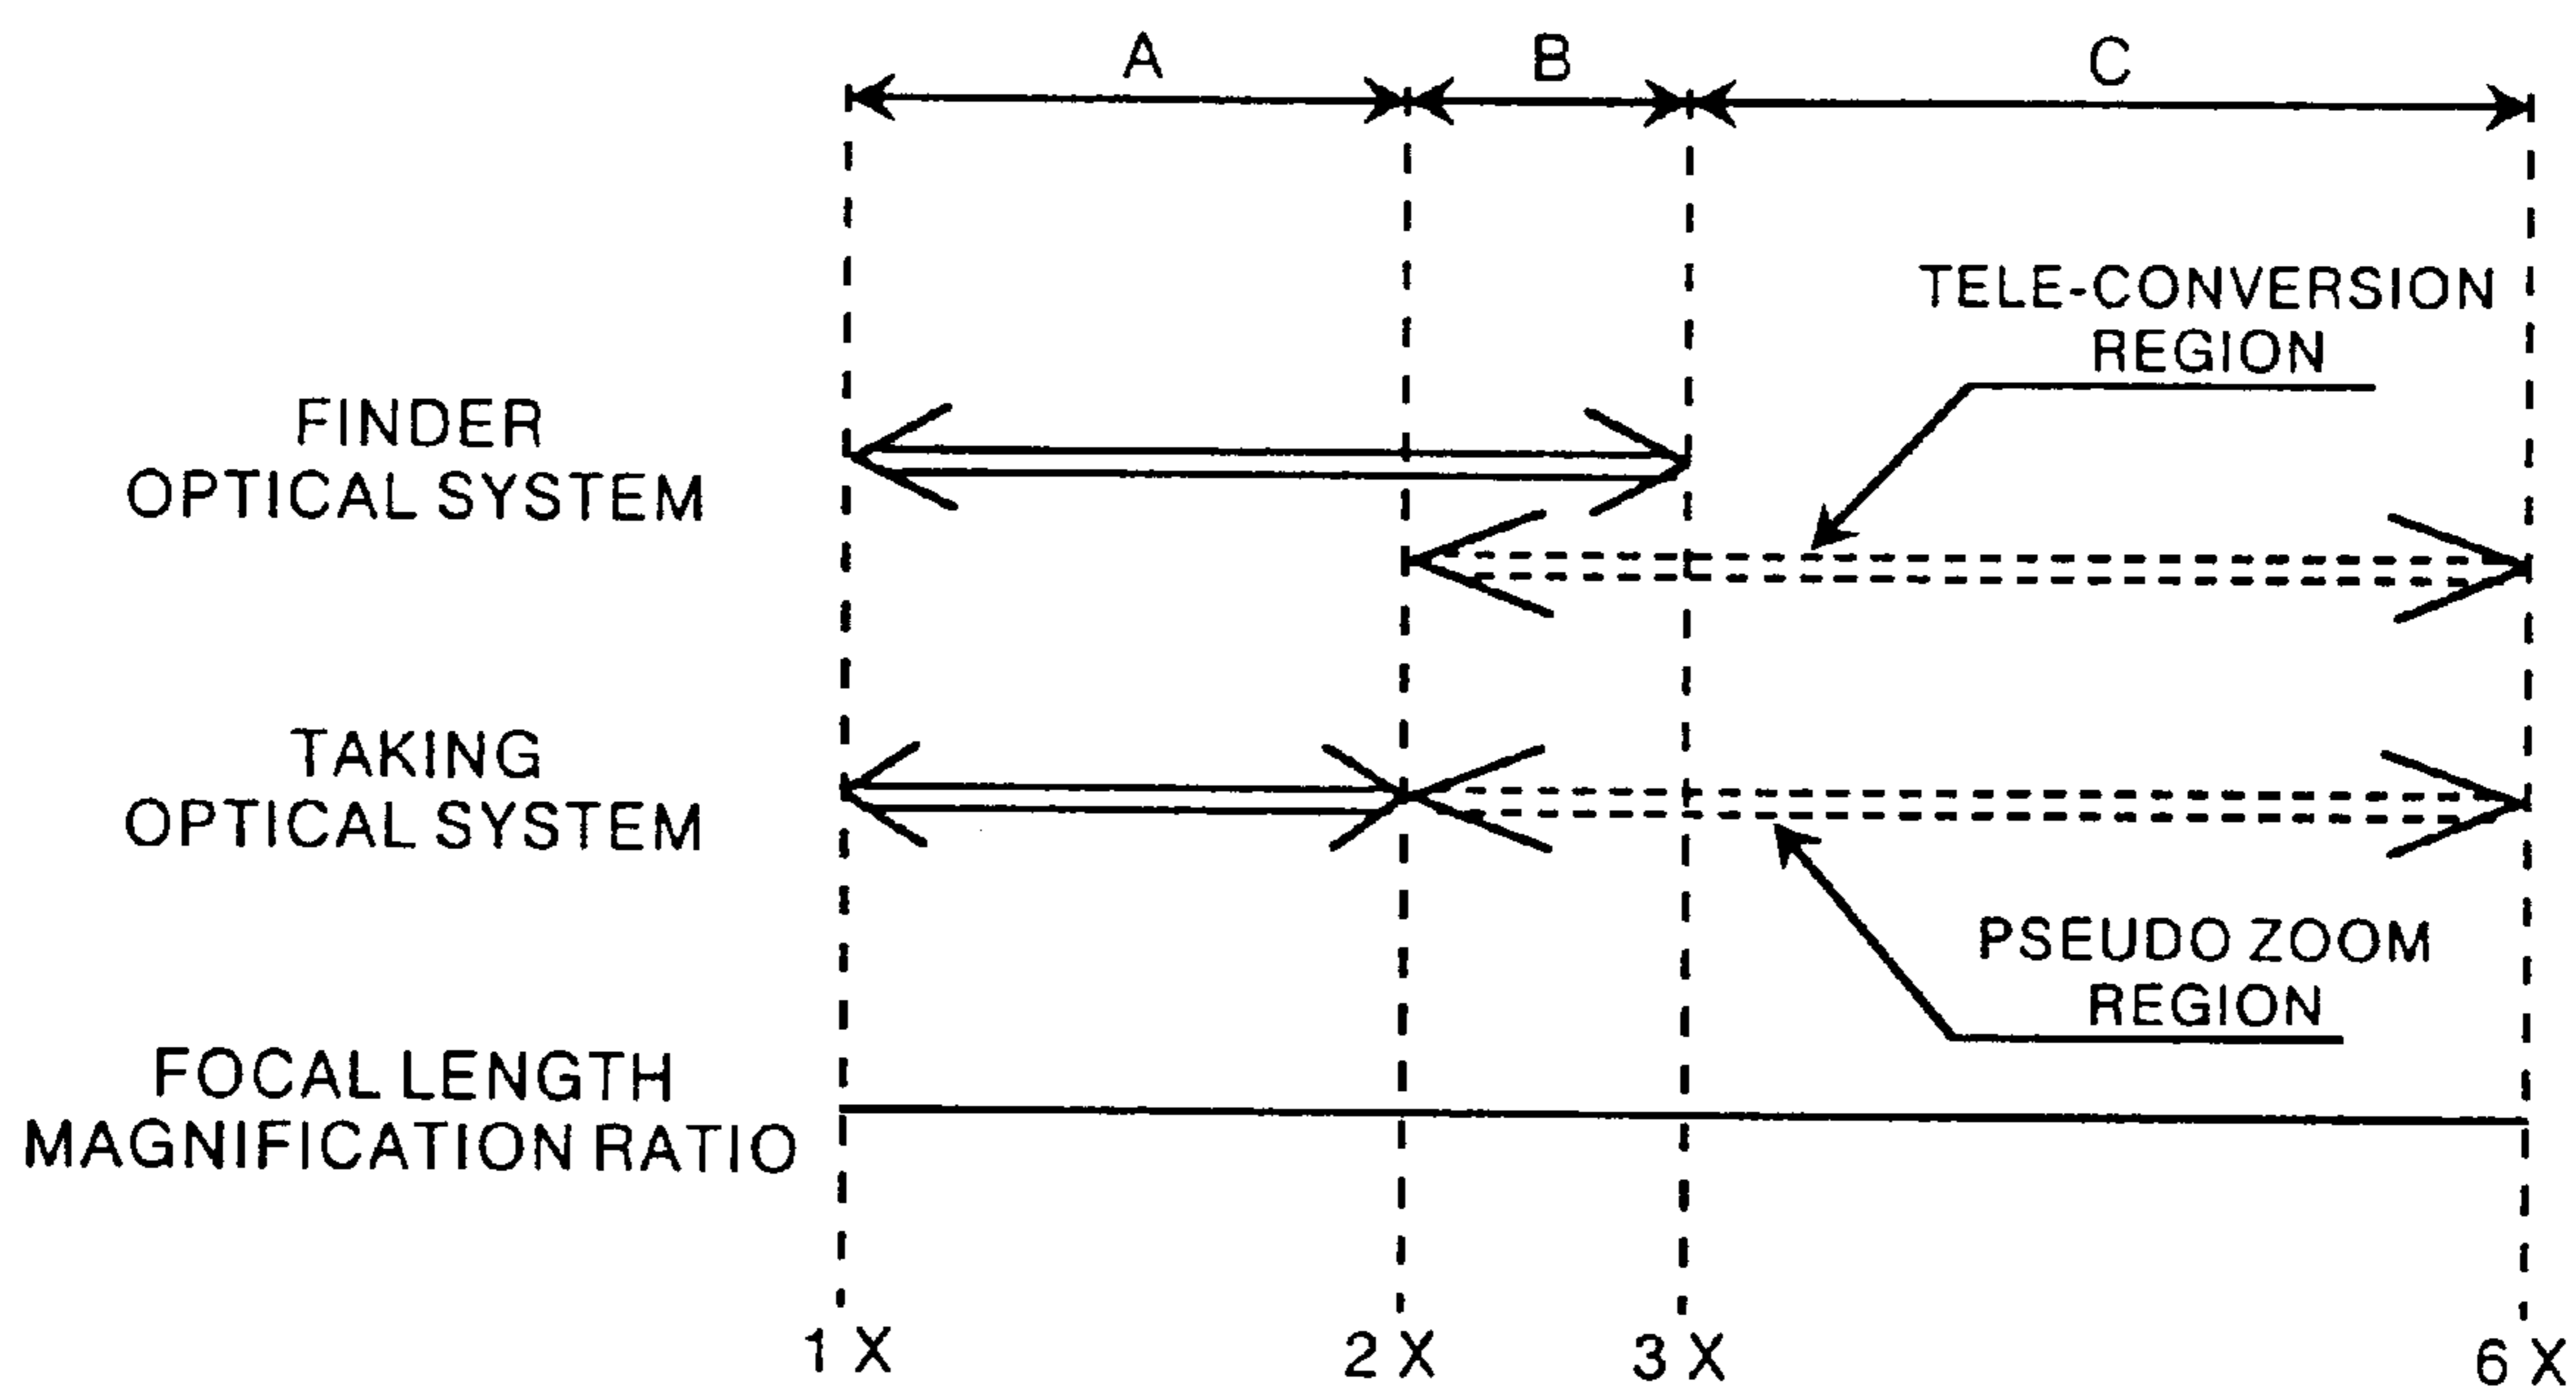 A
B
C
TELE-CONVERSION
REGION
FINDER
OPTICAL SYSTEM
TAKING
OPTICAL SYSTEM
PSEUDO ZOOM
REGION
FOCAL LENGTH
MAGNIFICATION RATIO
1 X
2 X
3 X
6 X